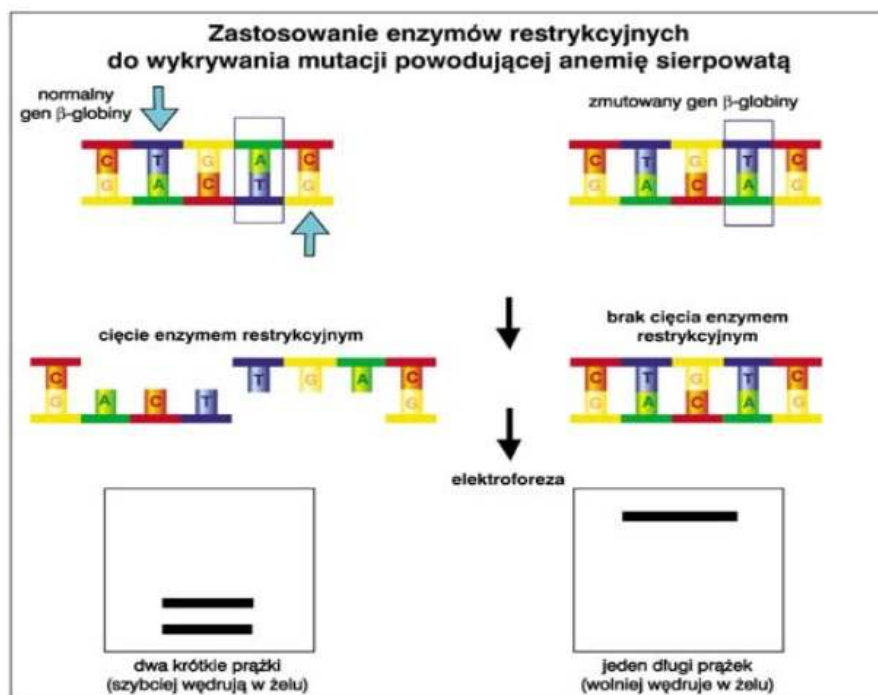 Zastosowanie enzymów restrykcyjnych
do wykrywania mutacji powodującej anemię sierpowatą
normalny
gen β-globiny
zmutowany gen β-globiny
C T G A C
G A C T G
C T G T C
G A C A G
cięcie enzymem restrykcyjnym
brak cięcia enzymem
restrykcyjnym
C T G A C
G A C T G
C T G T C
G A C A G
elektroforeza
dwa krótkie prążki
(szybciej wędrują w żelu)
jeden długi prążek
(wolniej wędruje w żelu)